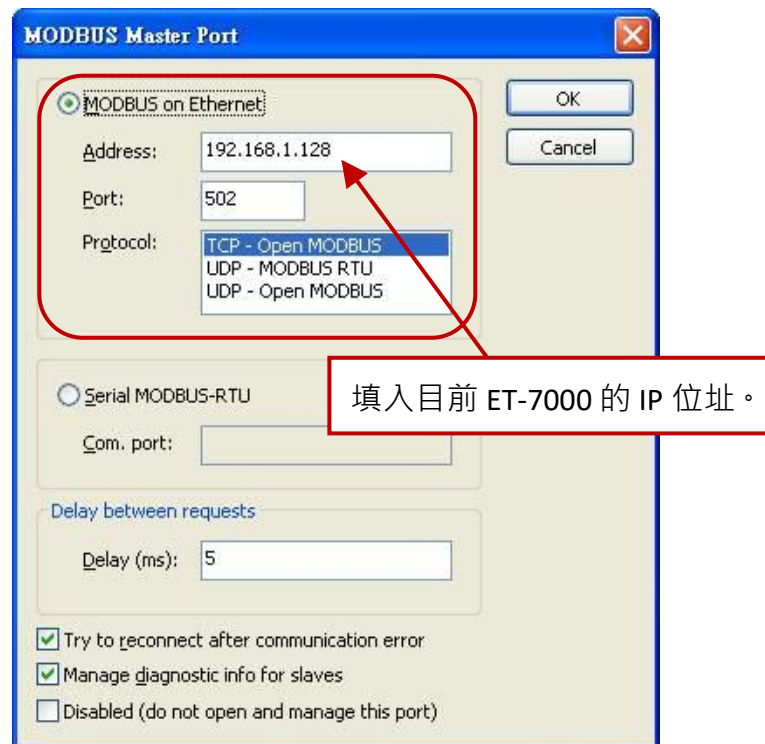 MODBUS Master Port
MODBUS on Ethernet
OK
Address:
192.168.1.128
Cancel
Port:
502
Protocol:
TCP - Open MODBUS
UDP - MODBUS RTU
UDP - Open MODBUS
填入目前 ET-7000 的 IP 位址。
Serial MODBUS-RTU
Com. port:
Delay between requests
Delay (ms):
5
Try to reconnect after communication error
Manage diagnostic info for slaves
Disabled (do not open and manage this port)